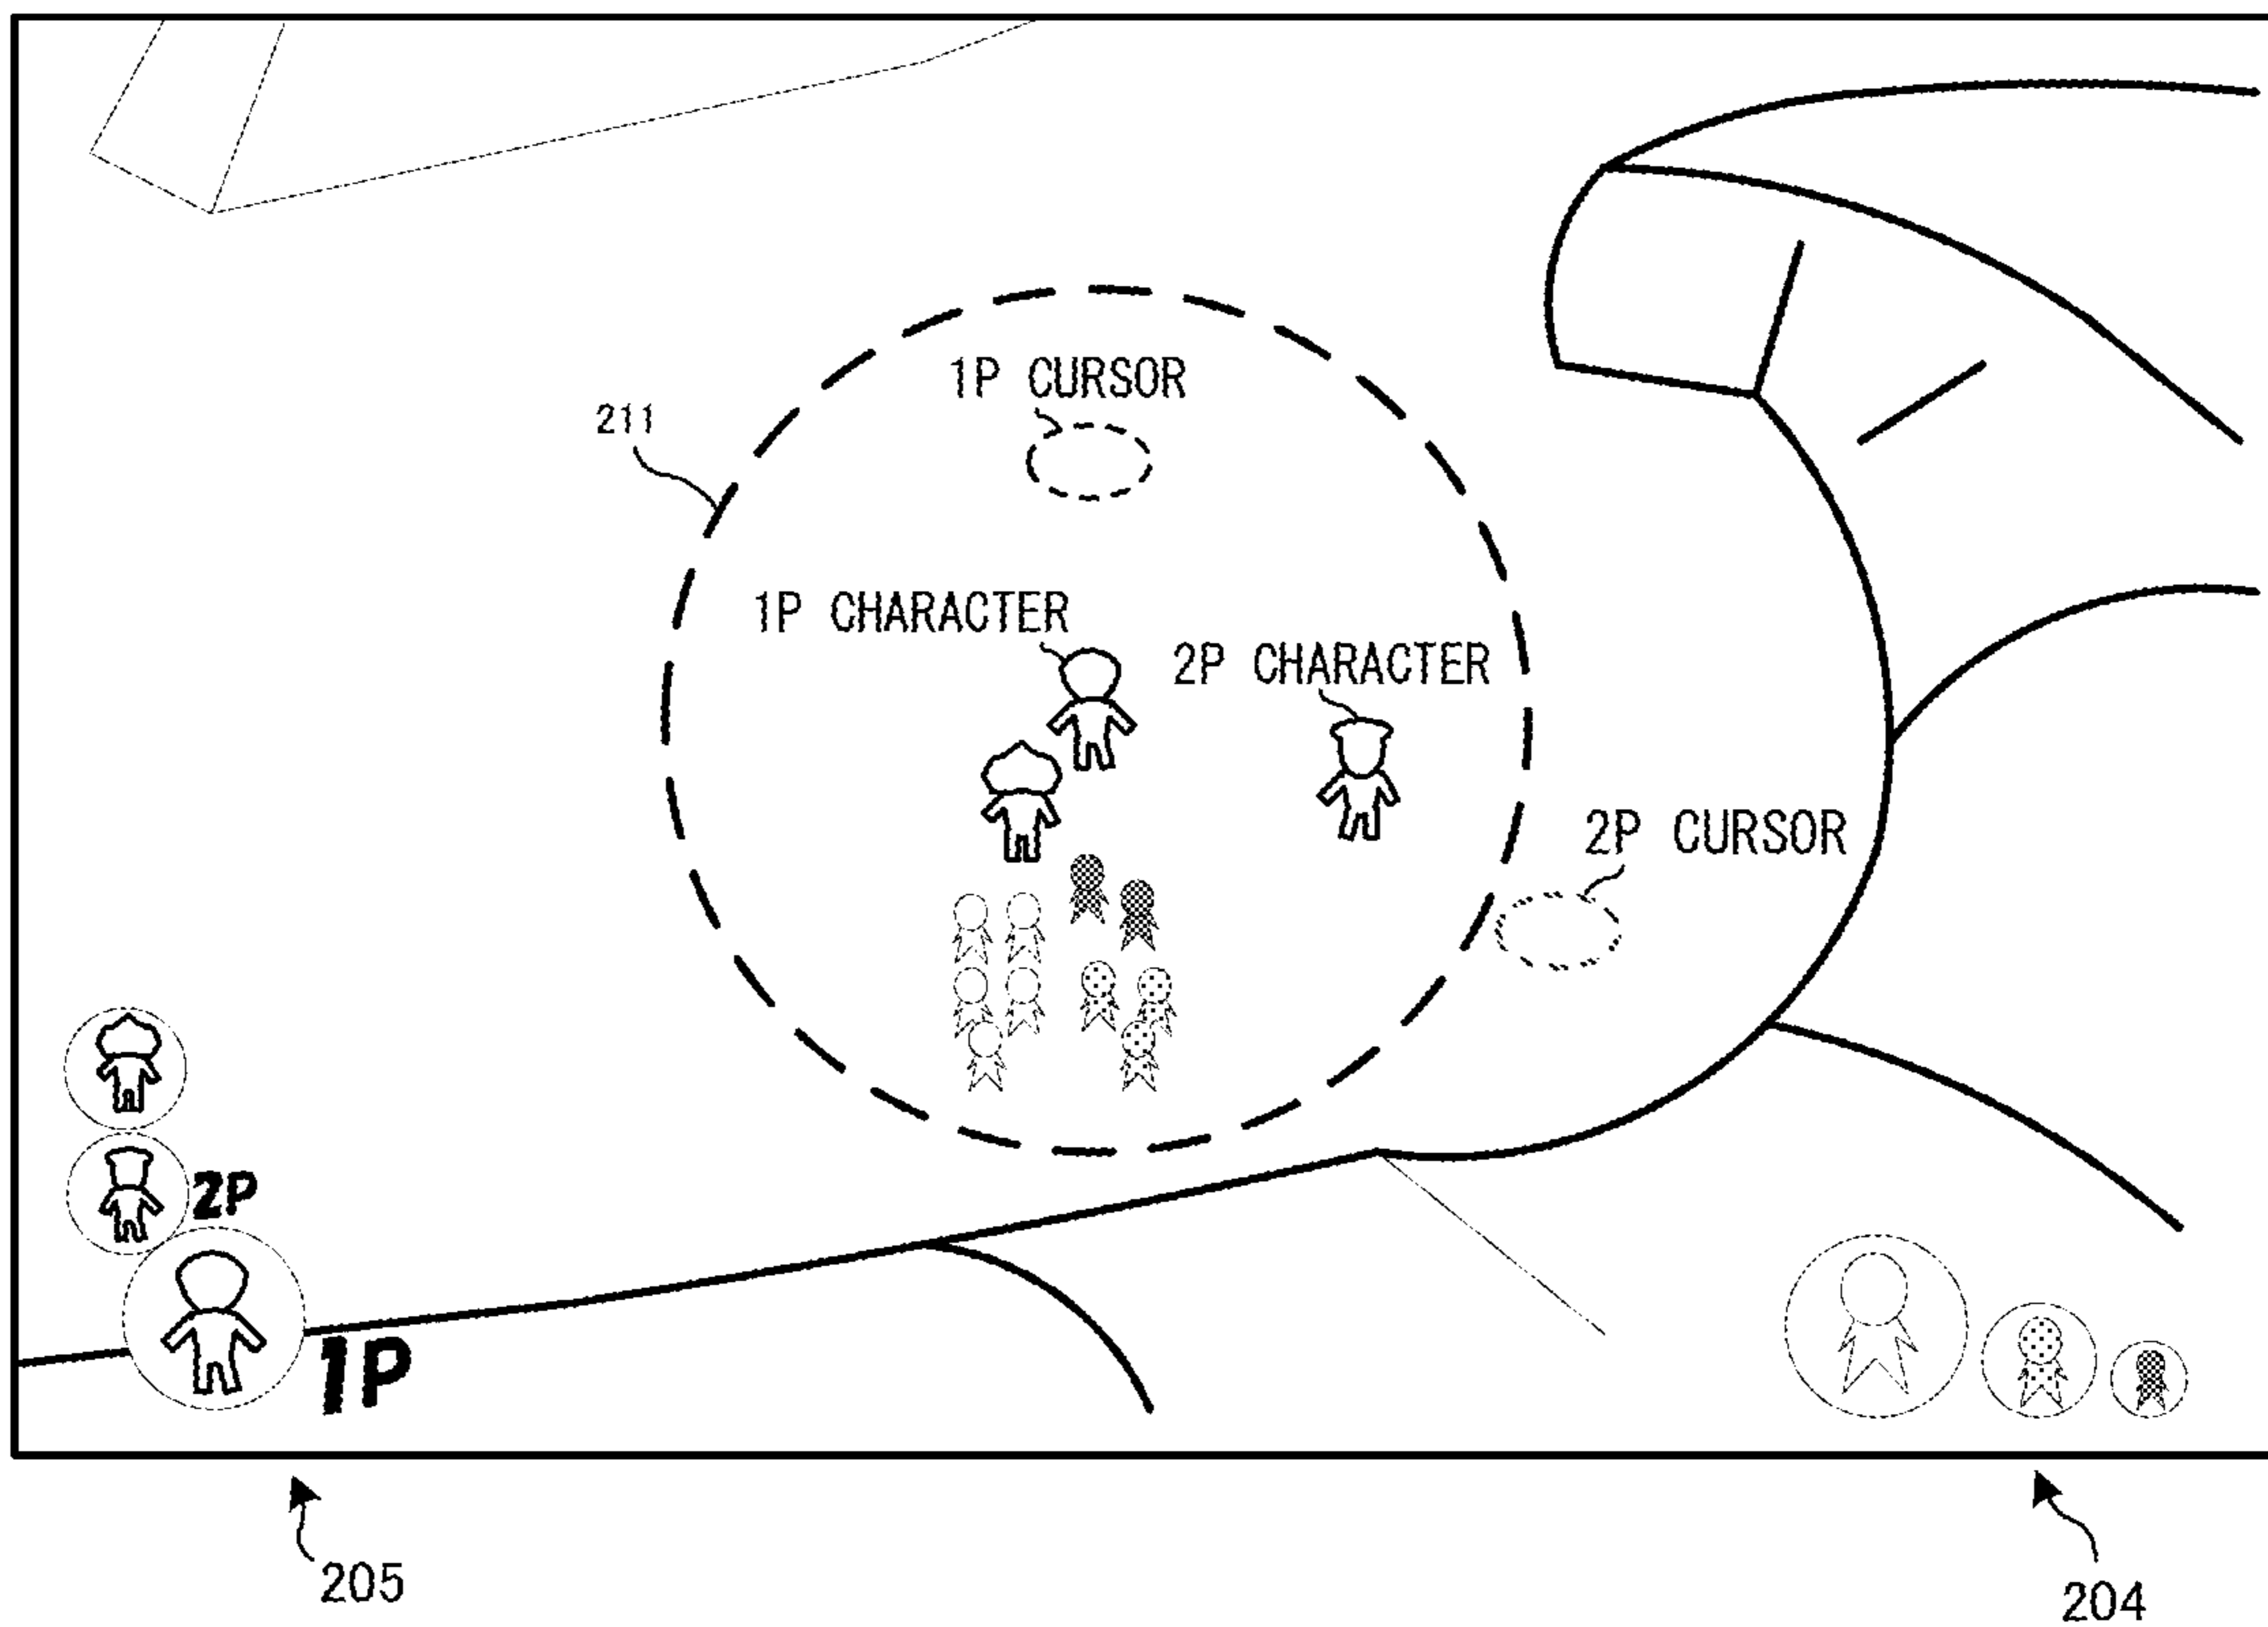 1P CURSOR
211
1P CHARACTER
2P CHARACTER
2P CURSOR
2P
1P
205
204